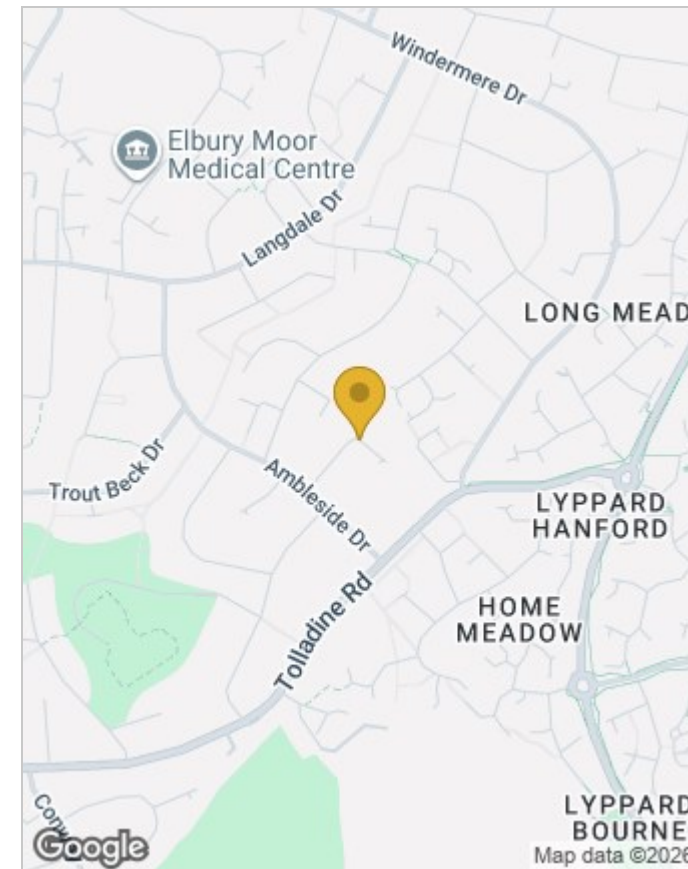 Windermere Dr
Elbury Moor
Medical Centre
Langdale Dr
LONG MEAD
Trout Beck Dr
Ambleside Dr
LYPPARD
HANFORD
HOME
MEADOW
Tolladine Rd
LYPPARD
BOURNE
Google
Map data ©2026